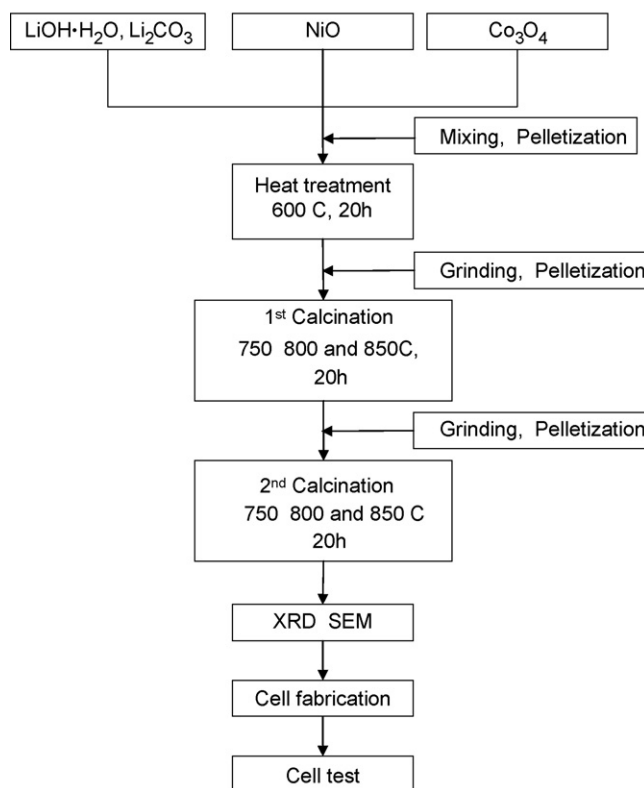 LiOH•H₂O, Li₂CO₃
NiO
Co₃O₄
Mixing, Pelletization
Heat treatment
600 C, 20h
Grinding, Pelletization
1st Calcination
750 800 and 850C,
20h
Grinding, Pelletization
2nd Calcination
750 800 and 850 C
20h
XRD SEM
Cell fabrication
Cell test